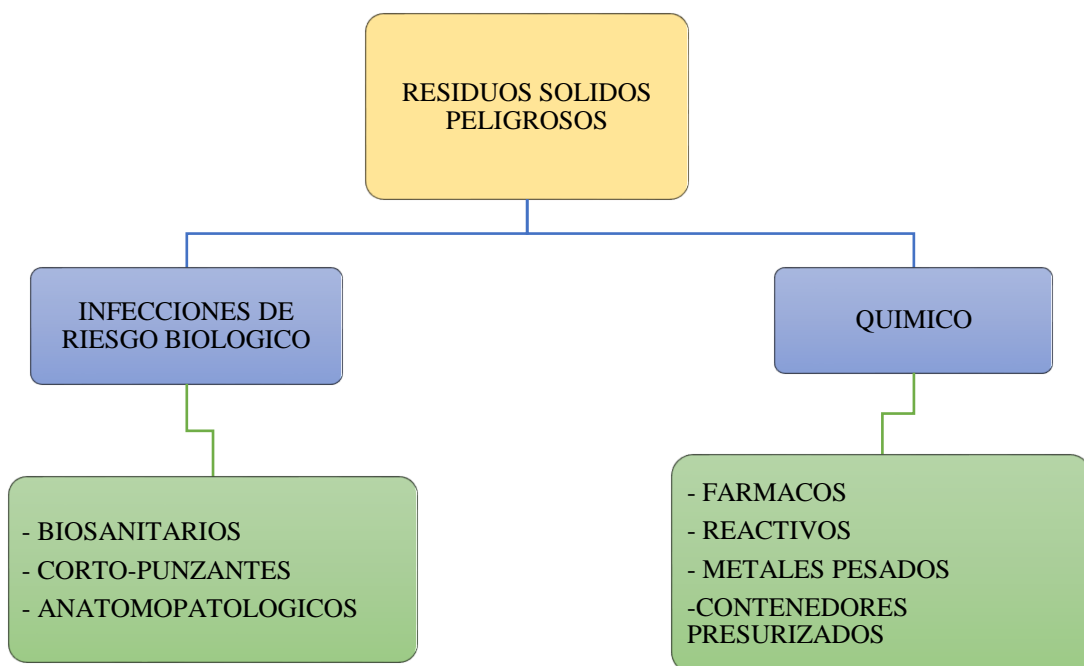 RESIDUOS SOLIDOS
PELIGROSOS
INFECCIONES DE
RIESGO BIOLOGICO
QUIMICO
- BIOSANITARIOS
- CORTO-PUNZANTES
- ANATOMOPATOLOGICOS
- FARMACOS
- REACTIVOS
- METALES PESADOS
-CONTENEDORES
PRESURIZADOS